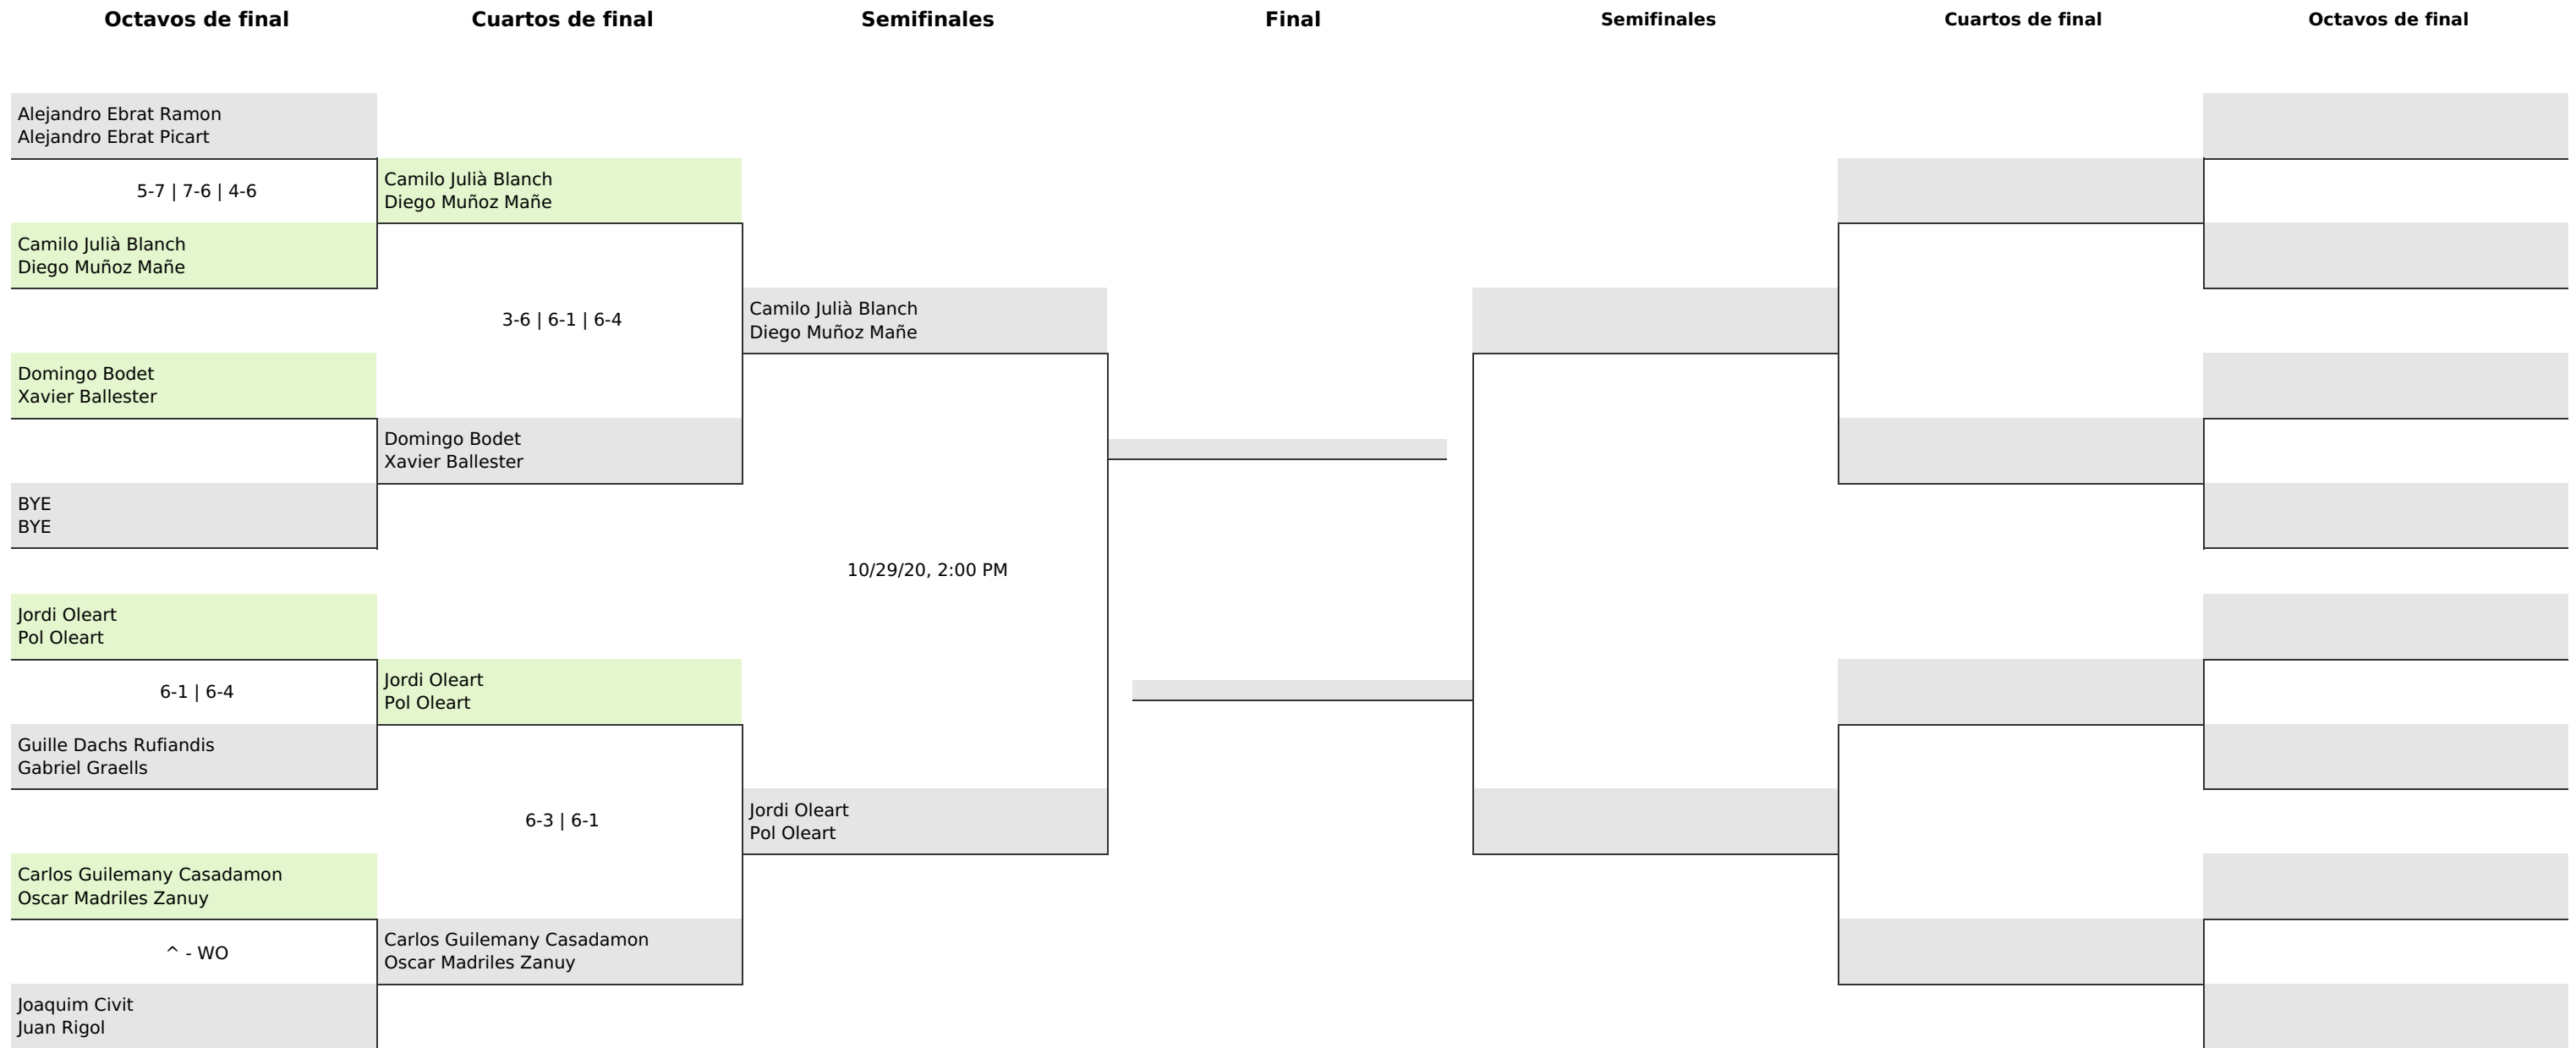 Octavos de final
Cuartos de final
Semifinales
Final
Semifinales
Cuartos de final
Octavos de final
Alejandro Ebrat Ramon
Alejandro Ebrat Picart
5-7 | 7-6 | 4-6
Camilo Julià Blanch
Diego Muñoz Mañe
Domingo Bodet
Xavier Ballester
BYE
BYE
Jordi Oleart
Pol Oleart
6-1 | 6-4
Guille Dachs Rufiandis
Gabriel Graells
Carlos Guilemany Casadamon
Oscar Madriles Zanuy
^ - WO
Joaquim Civit
Juan Rigol
Camilo Julià Blanch
Diego Muñoz Mañe
3-6 | 6-1 | 6-4
Domingo Bodet
Xavier Ballester
Jordi Oleart
Pol Oleart
6-3 | 6-1
Carlos Guilemany Casadamon
Oscar Madriles Zanuy
Camilo Julià Blanch
Diego Muñoz Mañe
10/29/20, 2:00 PM
Jordi Oleart
Pol Oleart